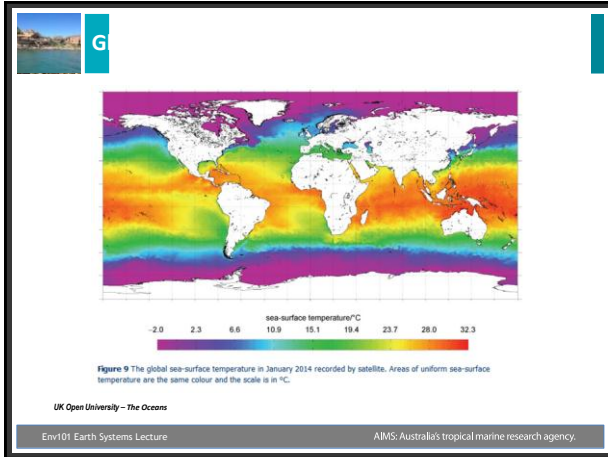 sea-surface temperature/°C
−2.0 2.3 6.6 10.9 15.1 19.4 23.7 28.0 32.3
Figure 9 The global sea-surface temperature in January 2014 recorded by satellite. Areas of uniform sea-surface
temperature are the same colour and the scale is in °C.
UK Open University – The Oceans
Env101 Earth Systems Lecture
AIMS: Australia's tropical marine research agency.